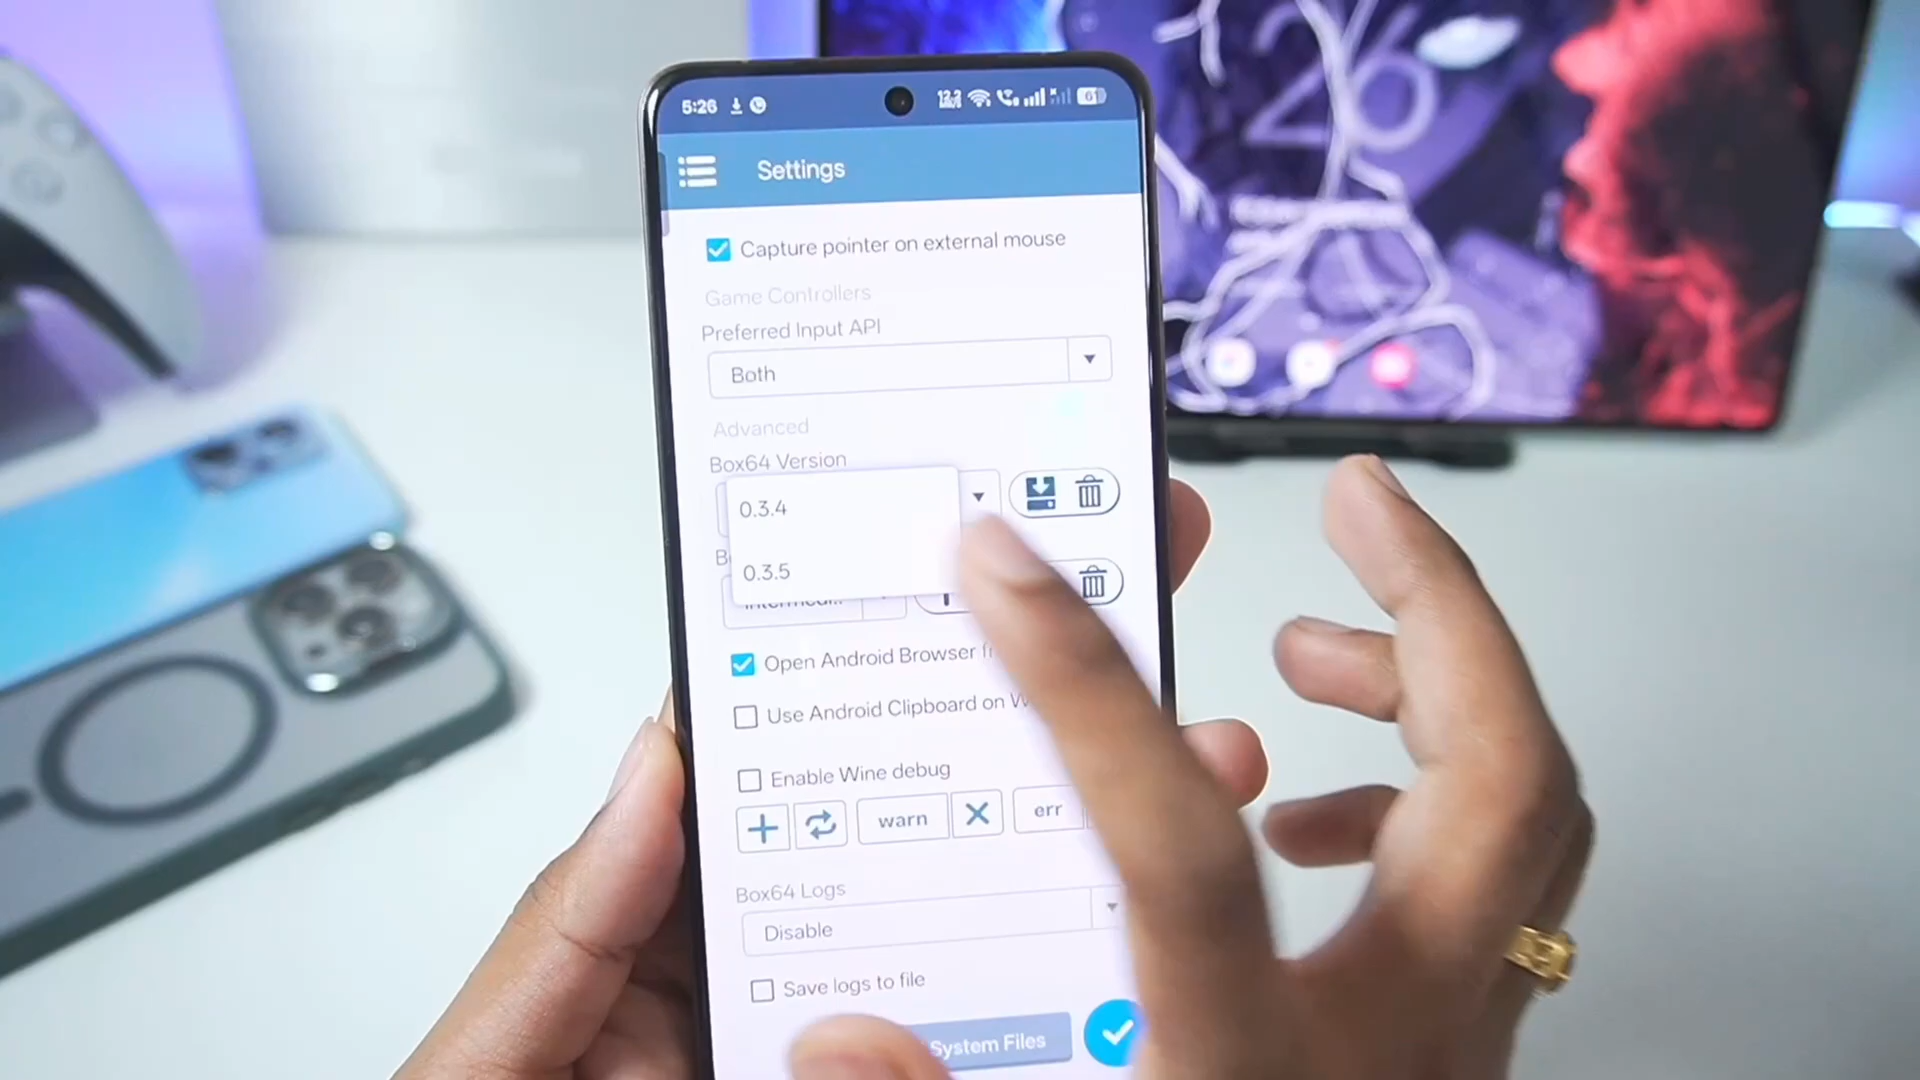 5:26
61
Settings
Capture pointer on external mouse
Game Controllers
Preferred Input API
Both
Advanced
Box64 Version
0.3.4
0.3.5
Open Android Browser
Use Android Clipboard on
Enable Wine debug
warn
err
Box64 Logs
Disable
Save logs to file
System Files
26